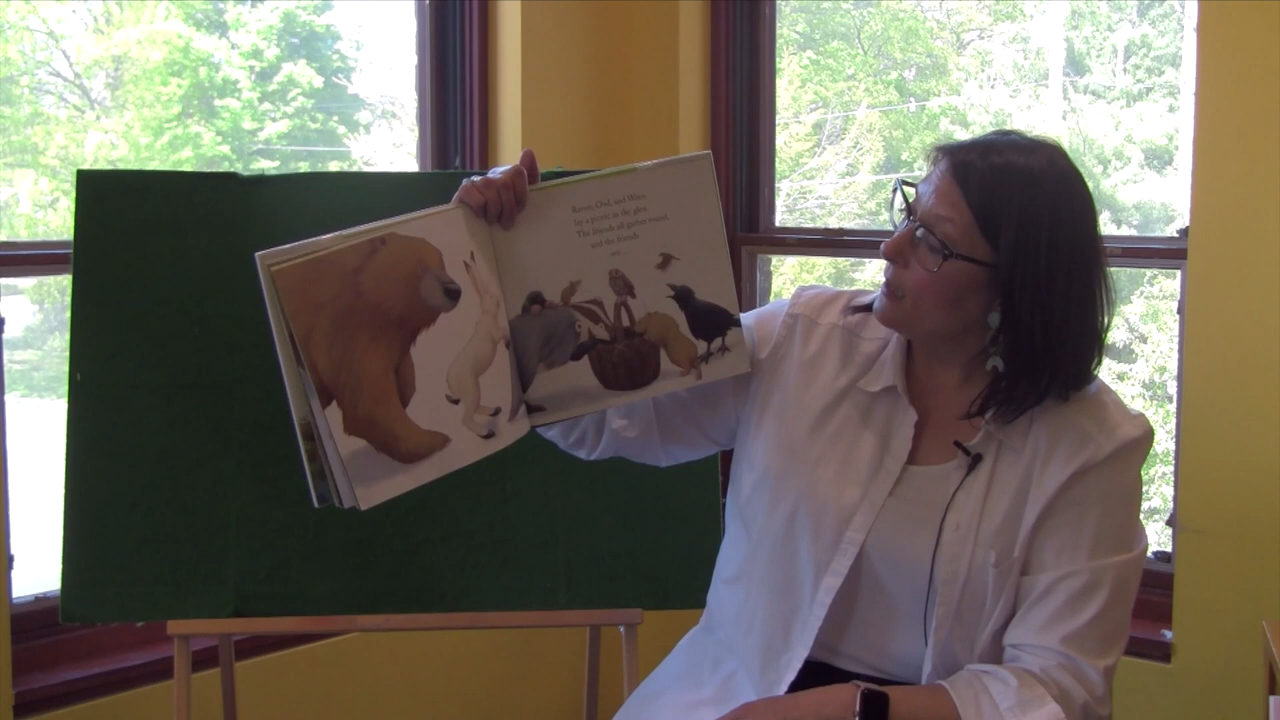 Raven, Owl, and Wren
lay a picnic in the glen.
The friends all gather round,
and the friends